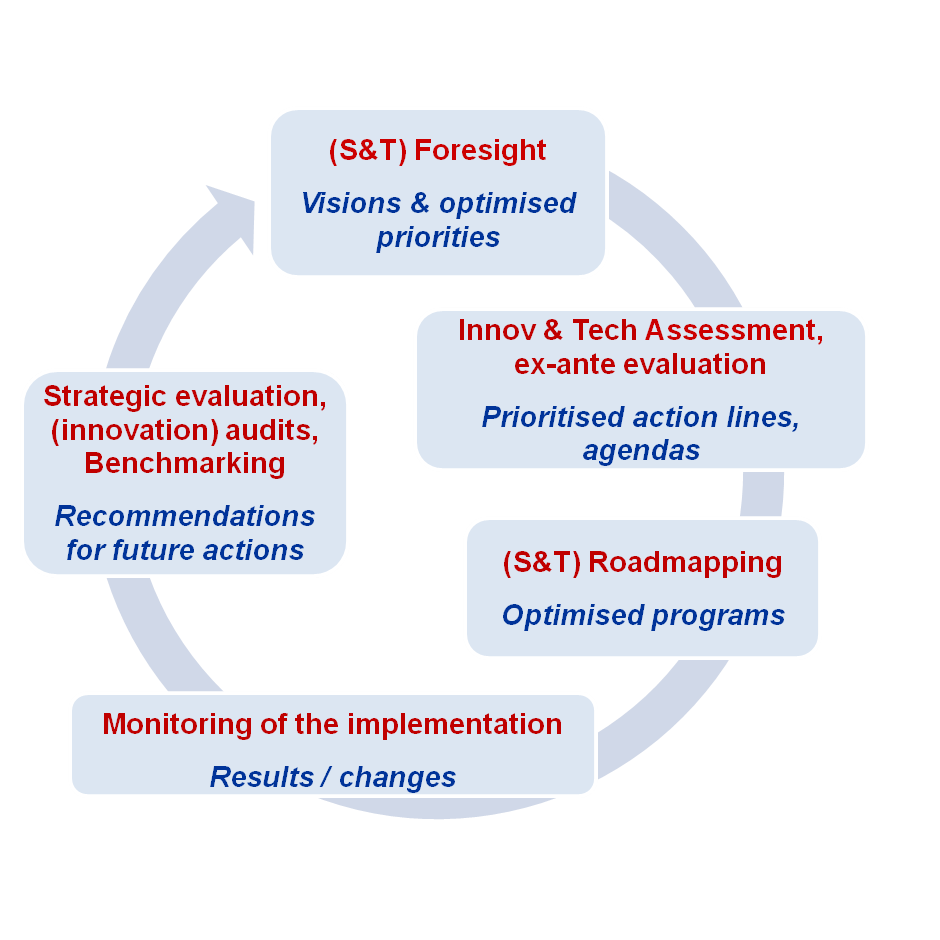 (S&T) Foresight
Visions & optimised
priorities
Innov & Tech Assessment,
ex-ante evaluation
Prioritised action lines,
agendas
(S&T) Roadmapping
Optimised programs
Monitoring of the implementation
Results / changes
Strategic evaluation,
(innovation) audits,
Benchmarking
Recommendations
for future actions